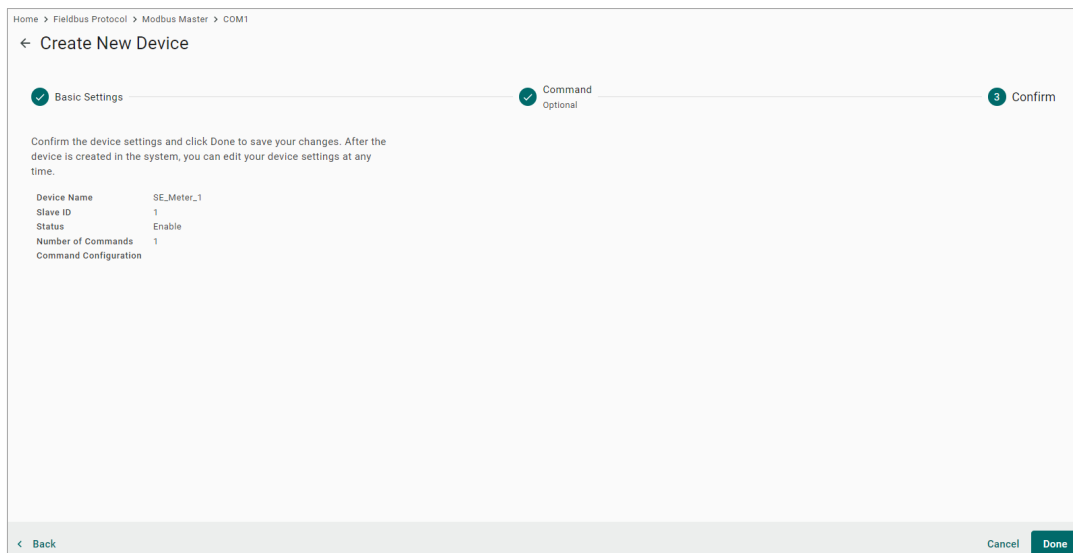 Home > Fieldbus Protocol > Modbus Master > COM1
← Create New Device
Basic Settings
Command
Optional
3 Confirm
Confirm the device settings and click Done to save your changes. After the
device is created in the system, you can edit your device settings at any
time.
Device Name SE_Meter_1
Slave ID 1
Status Enable
Number of Commands 1
Command Configuration
< Back
Cancel
Done